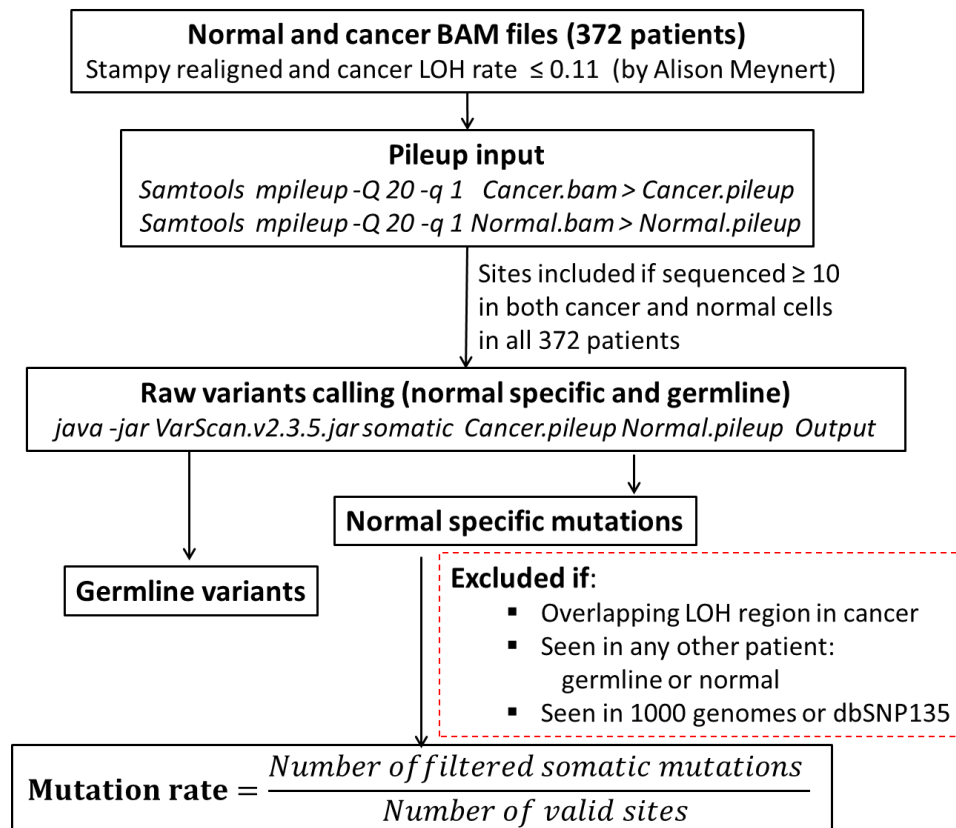 Normal and cancer BAM files (372 patients)
Stampy realigned and cancer LOH rate ≤ 0.11 (by Alison Meynert)
Pileup input
Samtools mpileup -Q 20 -q 1 Cancer.bam > Cancer.pileup
Samtools mpileup -Q 20 -q 1 Normal.bam > Normal.pileup
Sites included if sequenced ≥ 10
in both cancer and normal cells
in all 372 patients
Raw variants calling (normal specific and germline)
java -jar VarScan.v2.3.5.jar somatic Cancer.pileup Normal.pileup Output
Normal specific mutations
Germline variants
Excluded if:
▪ Overlapping LOH region in cancer
▪ Seen in any other patient:
germline or normal
▪ Seen in 1000 genomes or dbSNP135
Number of filtered somatic mutations
Mutation rate =
Number of valid sites